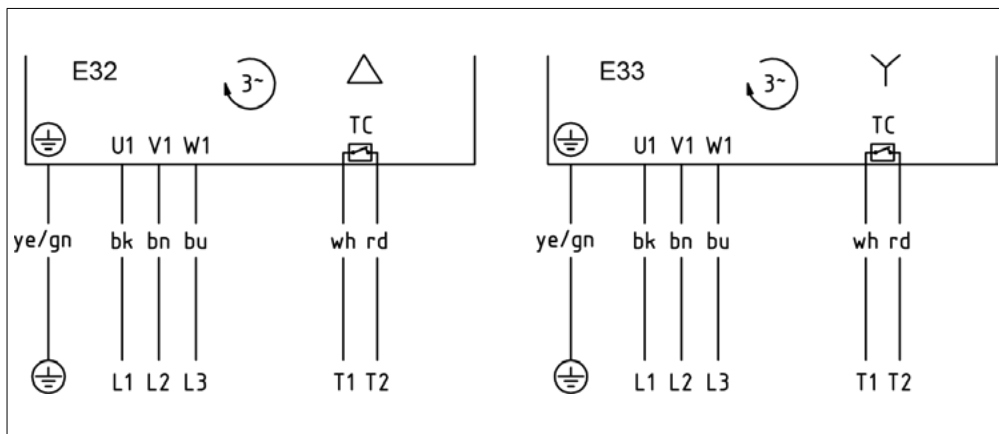 E32
3~
TC
U1 V1 W1
ye/gn bk bn bu wh rd
L1 L2 L3 T1 T2
E33
3~
TC
U1 V1 W1
ye/gn bk bn bu wh rd
L1 L2 L3 T1 T2